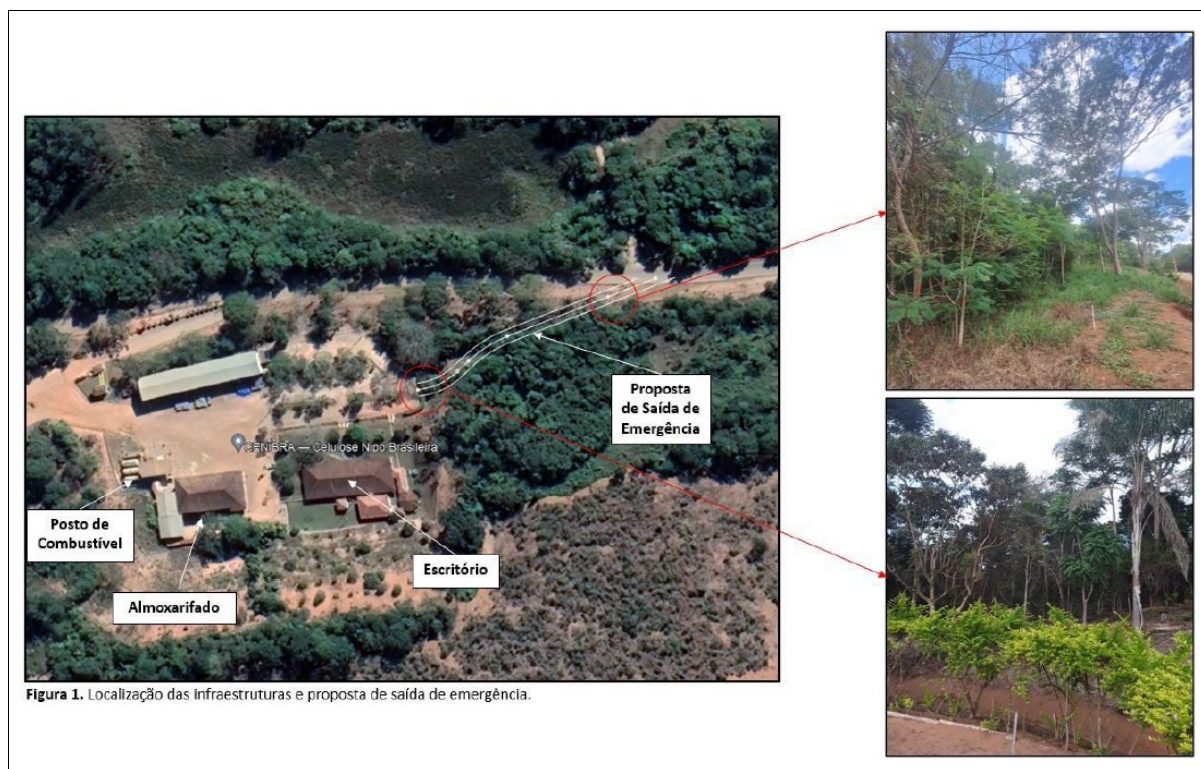 CENIBRA — Celulose Nipo Brasileira
Proposta
de Saída de
Emergência
Posto de
Combustível
Almoxarifado
Escritório
Figura 1. Localização das infraestruturas e proposta de saída de emergência.